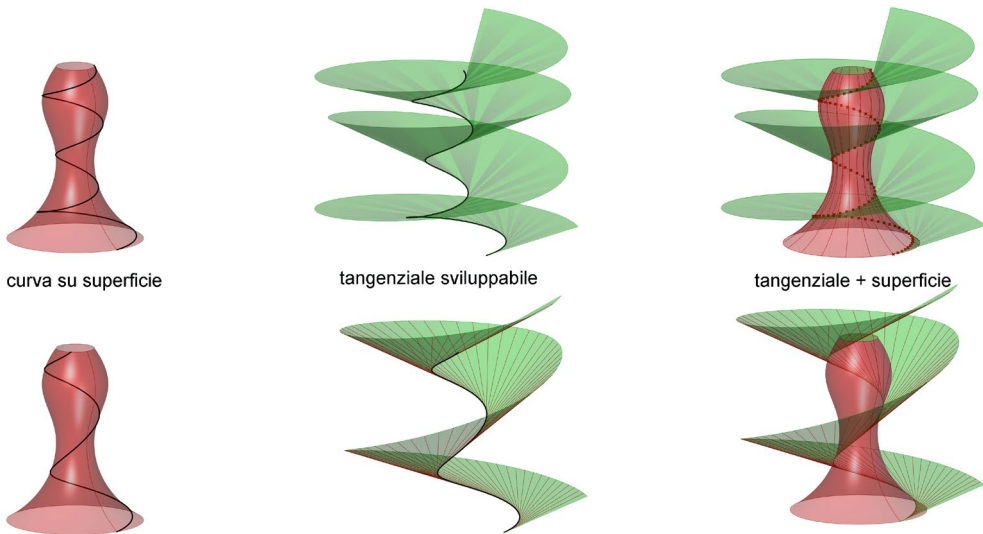 curva su superficie
tangenziale sviluppabile
tangenziale + superficie